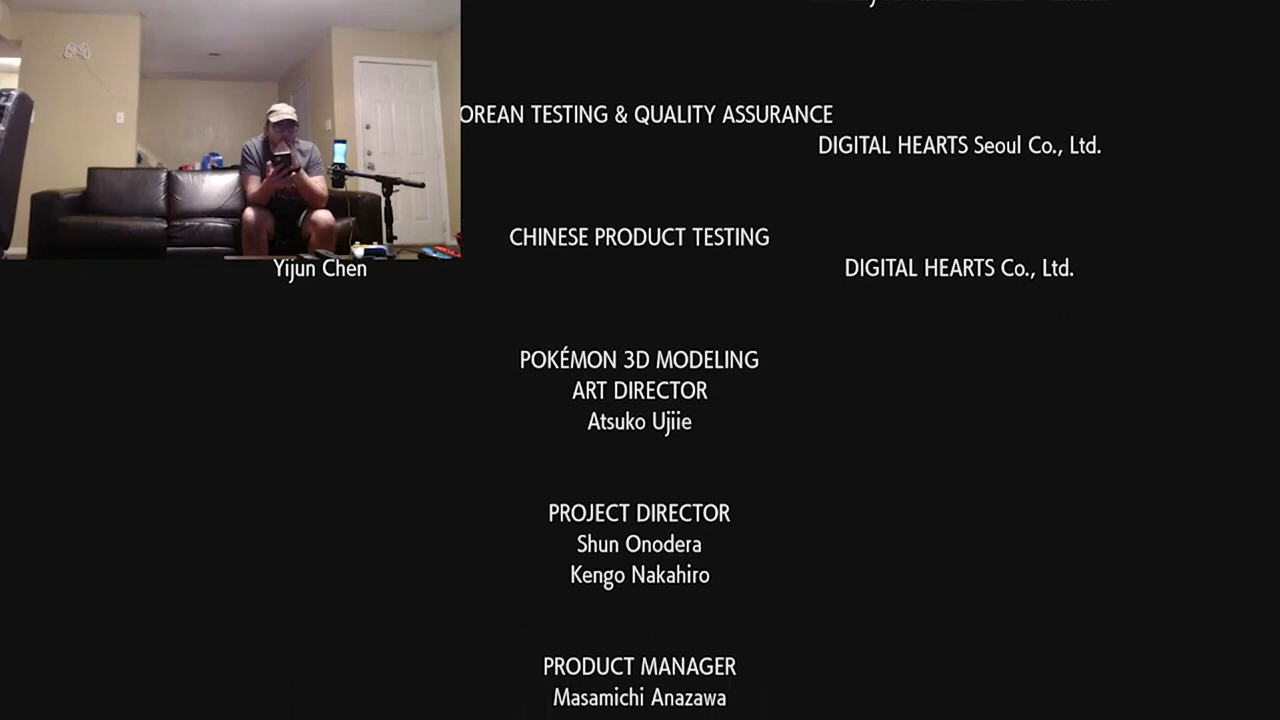 OREAN TESTING & QUALITY ASSURANCE
DIGITAL HEARTS Seoul Co., Ltd.
CHINESE PRODUCT TESTING
Yijun Chen
DIGITAL HEARTS Co., Ltd.
POKÉMON 3D MODELING
ART DIRECTOR
Atsuko Ujiie
PROJECT DIRECTOR
Shun Onodera
Kengo Nakahiro
PRODUCT MANAGER
Masamichi Anazawa